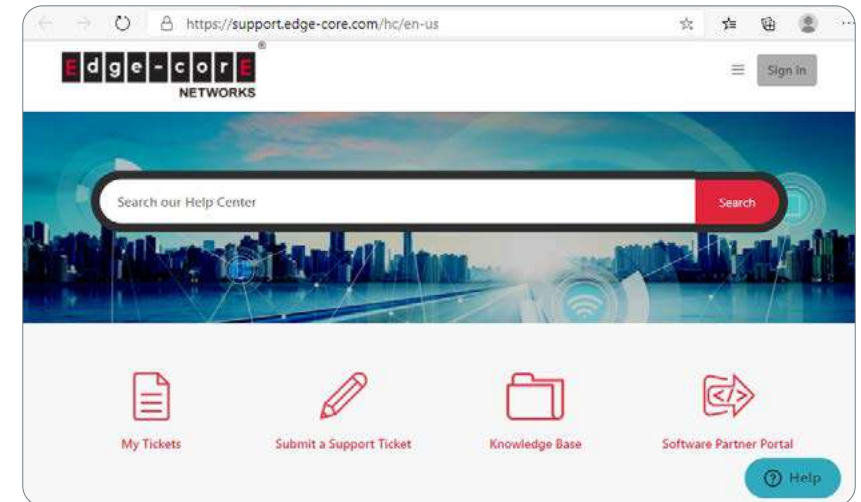 https://support.edge-core.com/hc/en-us
Edge-corE®
NETWORKS
Sign in
Search our Help Center
Search
My Tickets
Submit a Support Ticket
Knowledge Base
Software Partner Portal
</>
? Help